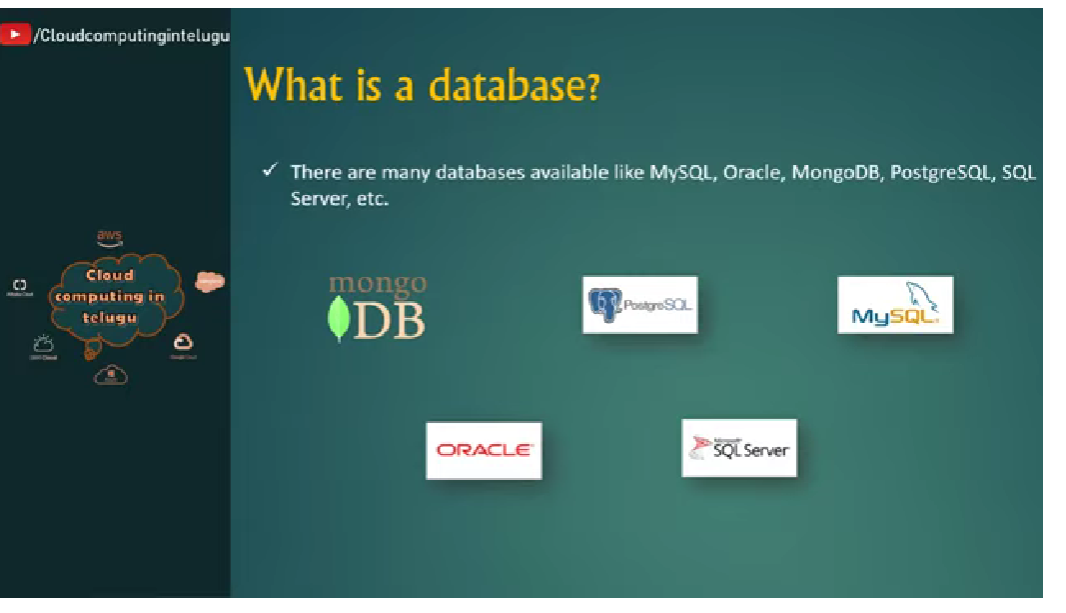 /Cloudcomputingintelugu
What is a database?
✓ There are many databases available like MySQL, Oracle, MongoDB, PostgreSQL, SQL
Server, etc.
aws
Cloud
computing in
telugu
mongo
DB
PostgreSQL
MySQL
ORACLE
Microsoft
SQL Server